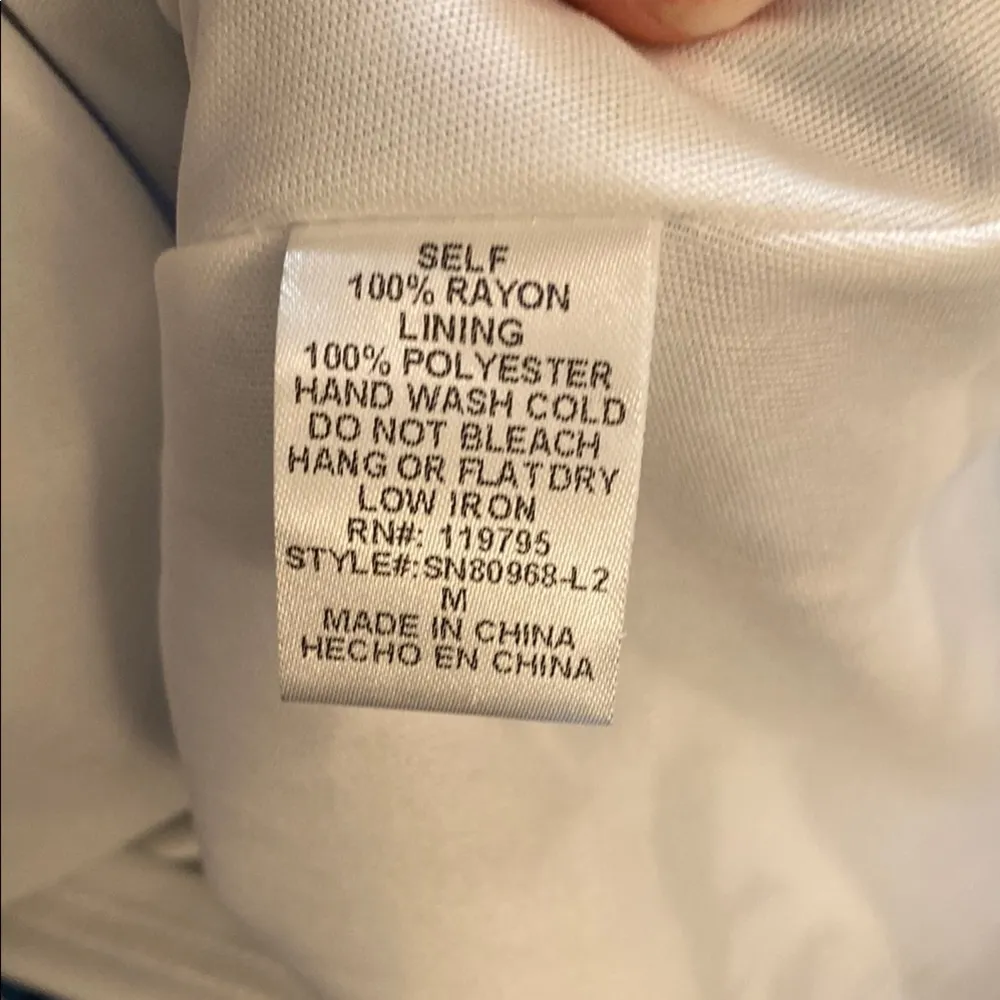 SELF
100% RAYON
LINING
100% POLYESTER
HAND WASH COLD
DO NOT BLEACH
HANG OR FLAT DRY
LOW IRON
RN#: 119795
STYLE#:SN80968-L2
M
MADE IN CHINA
HECHO EN CHINA